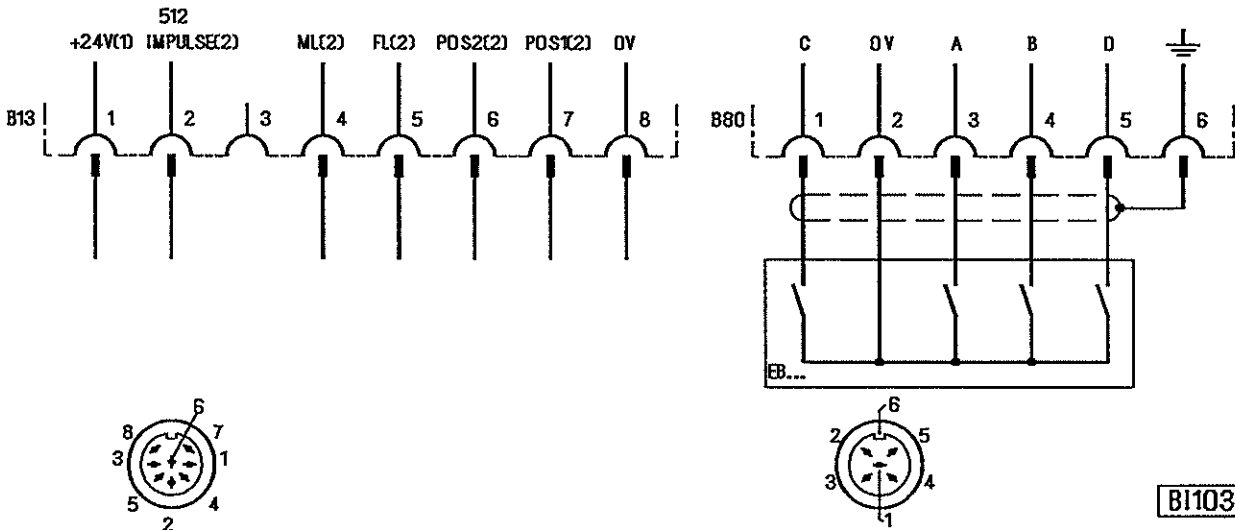 512
+24V(1) IMPULSE(2) ML(2) FL(2) POS2(2) POS1(2) 0V
B13 1 2 3 4 5 6 7 8
C 0V A B D
B80 1 2 3 4 5 6
EB...
6
8 7
3 1
5 4
2
6
2 5
3 4
1
BI103